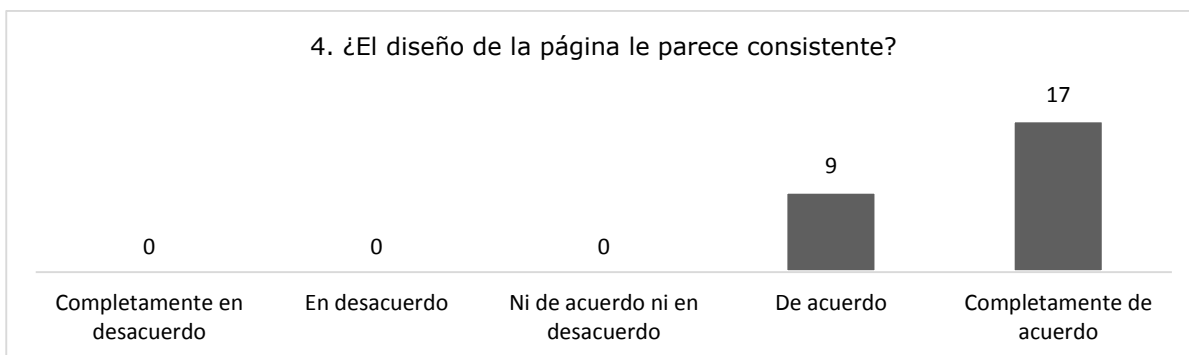 4. ¿El diseño de la página le parece consistente?
17
9
0
0
0
Completamente en
desacuerdo
En desacuerdo
Ni de acuerdo ni en
desacuerdo
De acuerdo
Completamente de
acuerdo